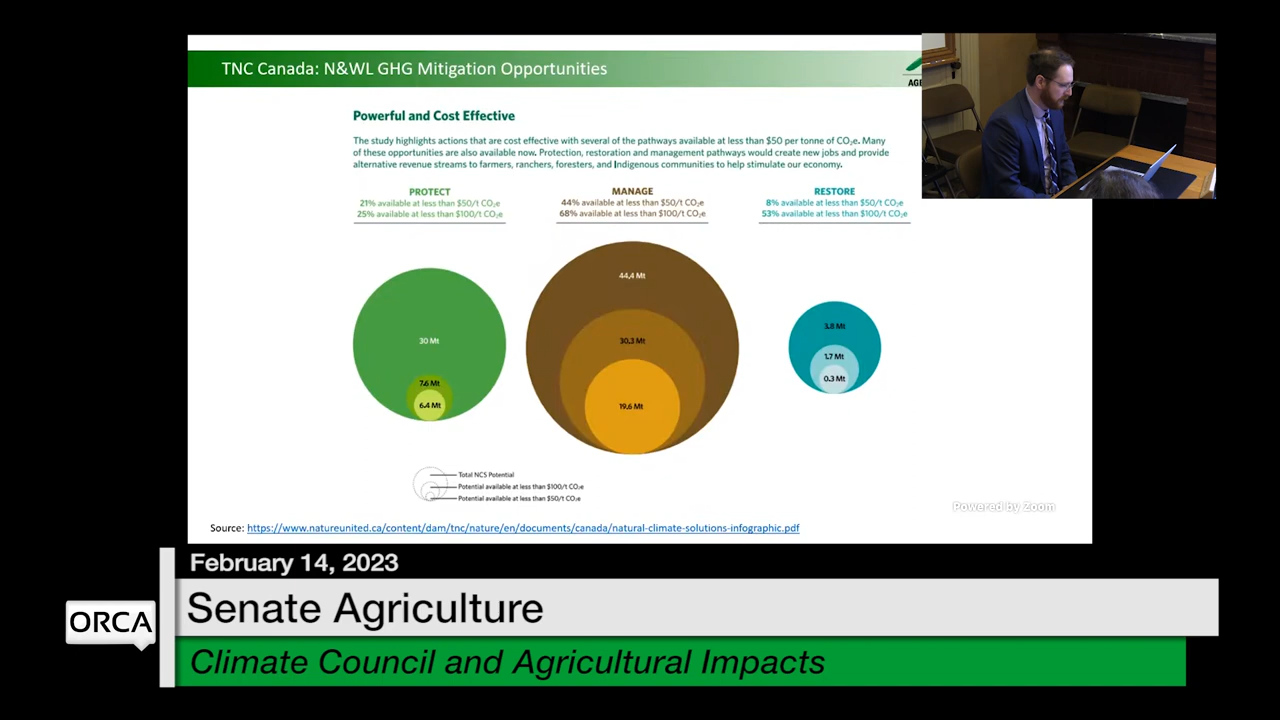 TNC Canada: N&WL GHG Mitigation Opportunities
Powerful and Cost Effective
The study highlights actions that are cost effective with several of the pathways available at less than $50 per tonne of CO₂e. Many
of these opportunities are also available now. Protection, restoration and management pathways would create new jobs and provide
alternative revenue streams to farmers, ranchers, foresters, and Indigenous communities to help stimulate our economy.
PROTECT
21% available at less than $50/t CO₂e
25% available at less than $100/t CO₂e
MANAGE
44% available at less than $50/t CO₂e
68% available at less than $100/t CO₂e
RESTORE
8% available at less than $50/t CO₂e
53% available at less than $100/t CO₂e
30 Mt
7.6 Mt
6.4 Mt
44.4 Mt
30.3 Mt
19.6 Mt
3.8 Mt
1.7 Mt
0.3 Mt
Total NCS Potential
Potential available at less than $100/t CO₂e
Potential available at less than $50/t CO₂e
Powered by Zoom
Source: https://www.natureunited.ca/content/dam/tnc/nature/en/documents/canada/natural-climate-solutions-infographic.pdf
February 14, 2023
ORCA
Senate Agriculture
Climate Council and Agricultural Impacts